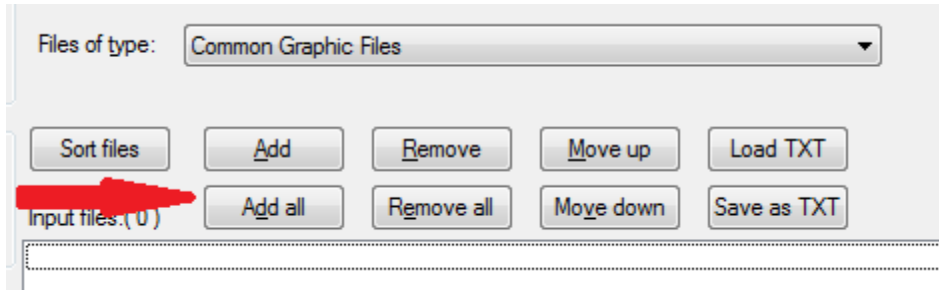 Files of type: Common Graphic Files
Sort files Add Remove Move up Load TXT
Input files:( 0 ) Add all Remove all Move down Save as TXT